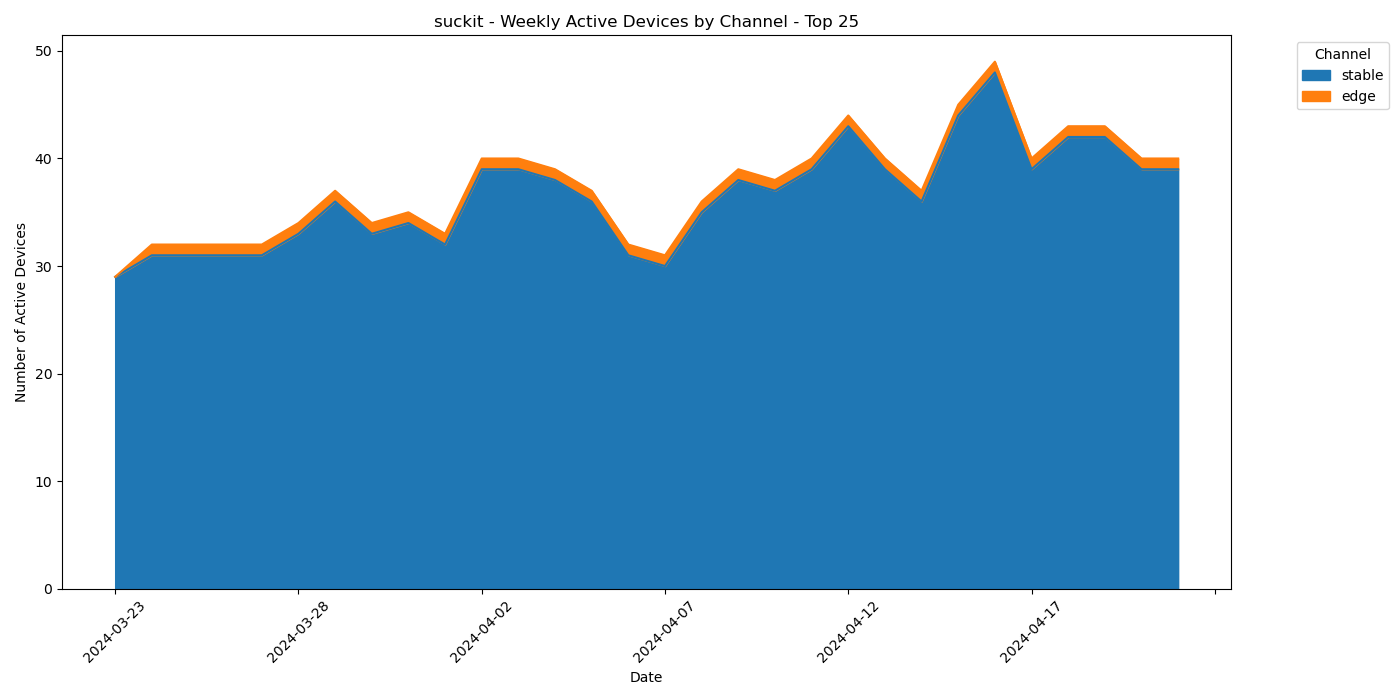 suckit - Weekly Active Devices by Channel - Top 25
Channel
stable
edge
Number of Active Devices
50
40
30
20
10
0
2024-03-23
2024-03-28
2024-04-02
2024-04-07
2024-04-12
2024-04-17
Date